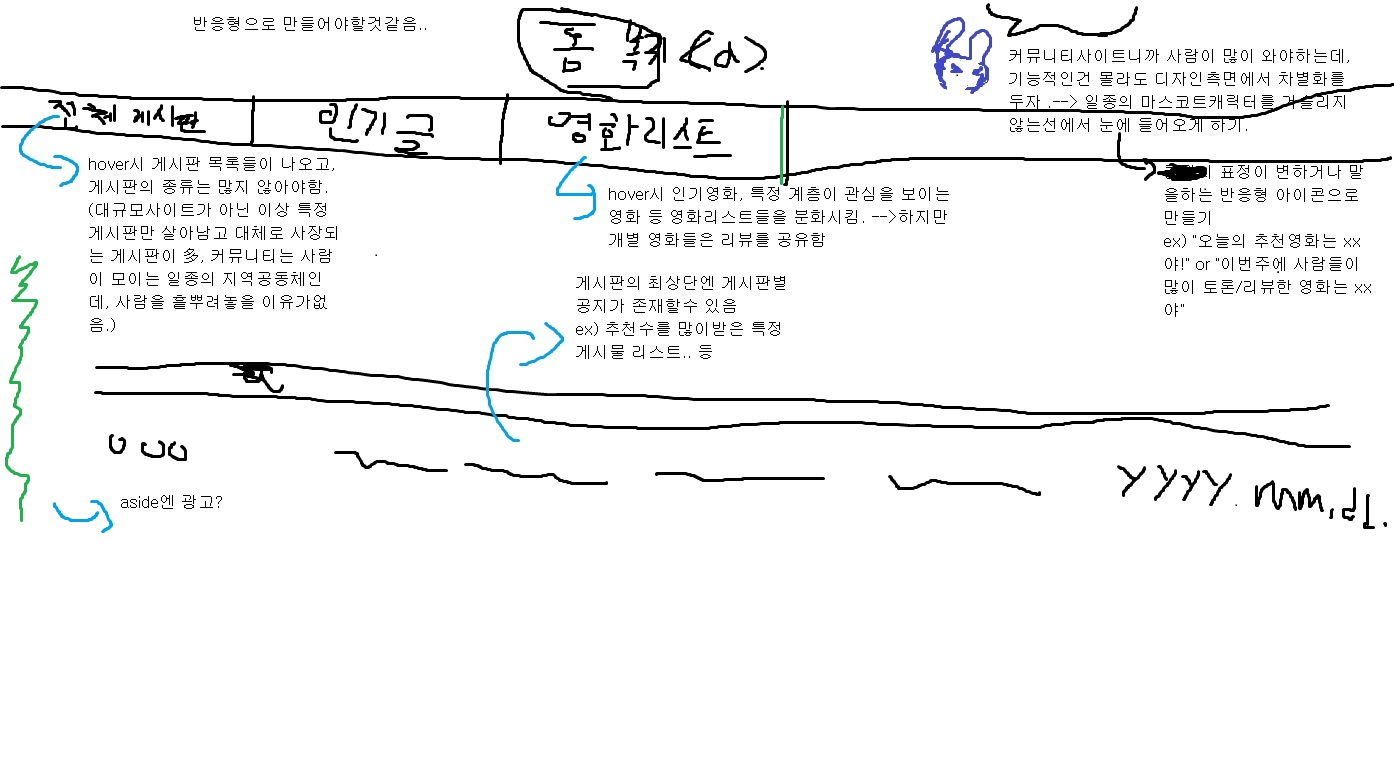 반응형으로 만들어야할것같음..
커뮤니티사이트니까 사람이 많이 와야하는데,
기능적인건 몰라도 디자인측면에서 차별화를
두자 .--> 일종의 마스코트캐릭터를 거슬리지
않는선에서 눈에 들어오게 하기.
전체 게시판
인기글
영화리스트
hover시 게시판 목록들이 나오고,
게시판의 종류는 많지 않아야함.
(대규모사이트가 아닌 이상 특정
게시판만 살아남고 대체로 사장되
는 게시판이 多, 커뮤니티는 사람
이 모이는 일종의 지역공동체인
데, 사람을 흩뿌려놓을 이유가없
음.)
hover시 인기영화, 특정 계층이 관심을 보이는
영화 등 영화리스트들을 분화시킴. -->하지만
개별 영화들은 리뷰를 공유함
표정이 변하거나 말
을하는 반응형 아이콘으로
만들기
ex) "오늘의 추천영화는 xx
야!" or "이번주에 사람들이
많이 토론/리뷰한 영화는 xx
야"
게시판의 최상단엔 게시판별
공지가 존재할수 있음
ex) 추천수를 많이받은 특정
게시물 리스트.. 등
yyyy.mm.dd.
aside엔 광고?